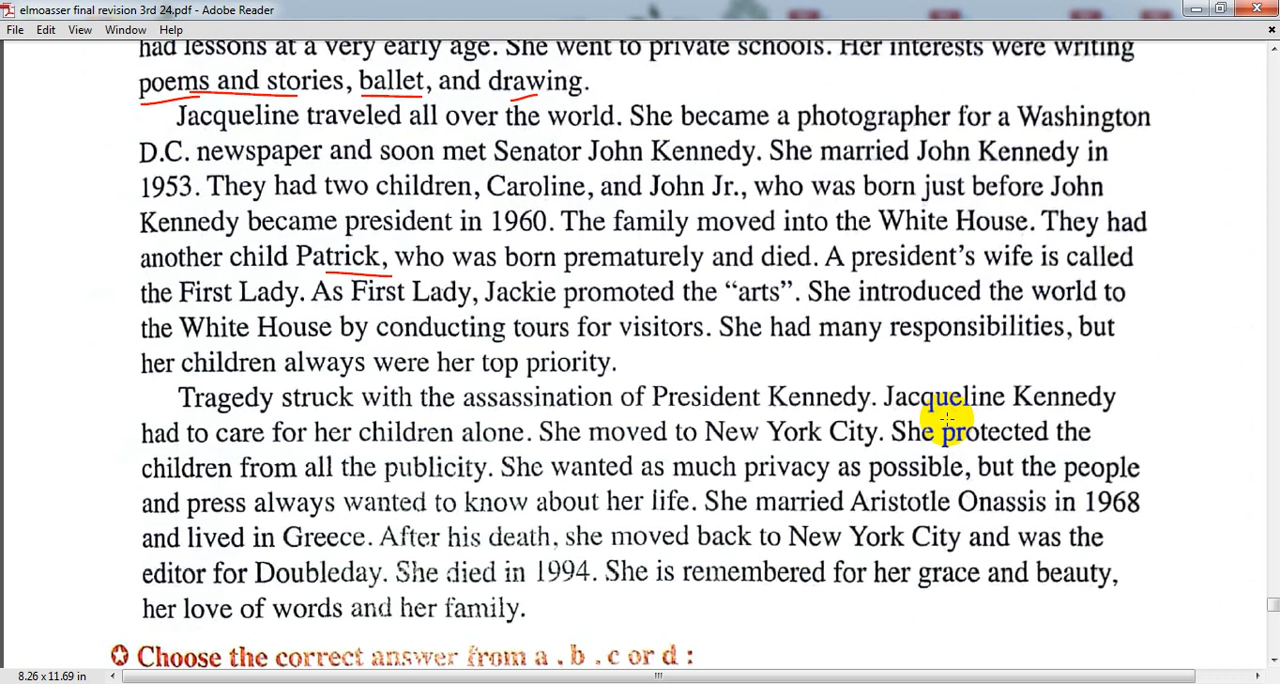 elmoasser final revision 3rd 24.pdf - Adobe Reader
File Edit View Window Help
had lessons at a very early age. She went to private schools. Her interests were writing
poems and stories, ballet, and drawing.
Jacqueline traveled all over the world. She became a photographer for a Washington
D.C. newspaper and soon met Senator John Kennedy. She married John Kennedy in
1953. They had two children, Caroline, and John Jr., who was born just before John
Kennedy became president in 1960. The family moved into the White House. They had
another child Patrick, who was born prematurely and died. A president's wife is called
the First Lady. As First Lady, Jackie promoted the “arts”. She introduced the world to
the White House by conducting tours for visitors. She had many responsibilities, but
her children always were her top priority.
Tragedy struck with the assassination of President Kennedy. Jacqueline Kennedy
had to care for her children alone. She moved to New York City. She protected the
children from all the publicity. She wanted as much privacy as possible, but the people
and press always wanted to know about her life. She married Aristotle Onassis in 1968
and lived in Greece. After his death, she moved back to New York City and was the
editor for Doubleday. She died in 1994. She is remembered for her grace and beauty,
her love of words and her family.
Choose the correct answer from a . b . c or d :
8.26 x 11.69 in